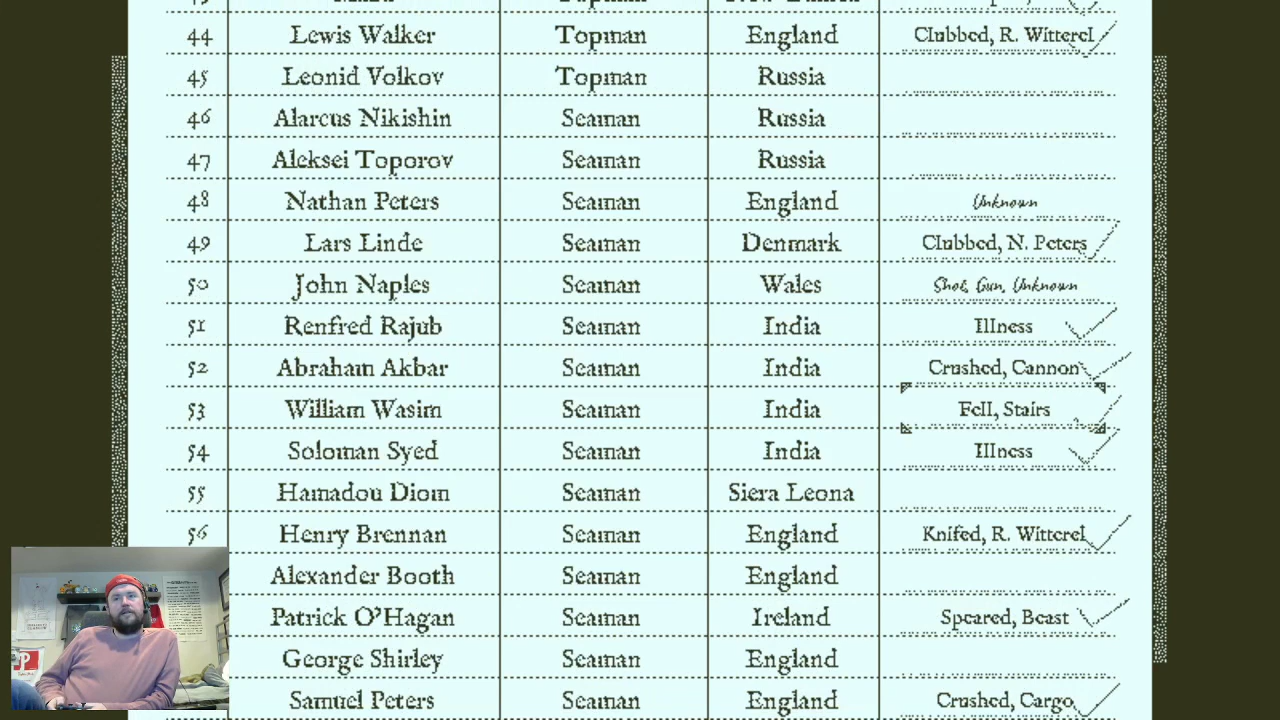 44 Lewis Walker Topman England Clubbed, R. Witterel
45 Leonid Volkov Topman Russia
46 Alarcus Nikishin Seaman Russia
47 Aleksei Toporov Seaman Russia
48 Nathan Peters Seaman England Unknown
49 Lars Linde Seaman Denmark Clubbed, N. Peters
50 John Naples Seaman Wales Shot, Gun, Unknown
51 Renfred Rajub Seaman India Illness
52 Abraham Akbar Seaman India Crushed, Cannon
53 William Wasim Seaman India Fell, Stairs
54 Soloman Syed Seaman India Illness
55 Hamadou Diom Seaman Siera Leona
56 Henry Brennan Seaman England Knifed, R. Witterel
Alexander Booth Seaman England
Patrick O'Hagan Seaman Ireland Speared, Beast
George Shirley Seaman England
Samuel Peters Seaman England Crushed, Cargo